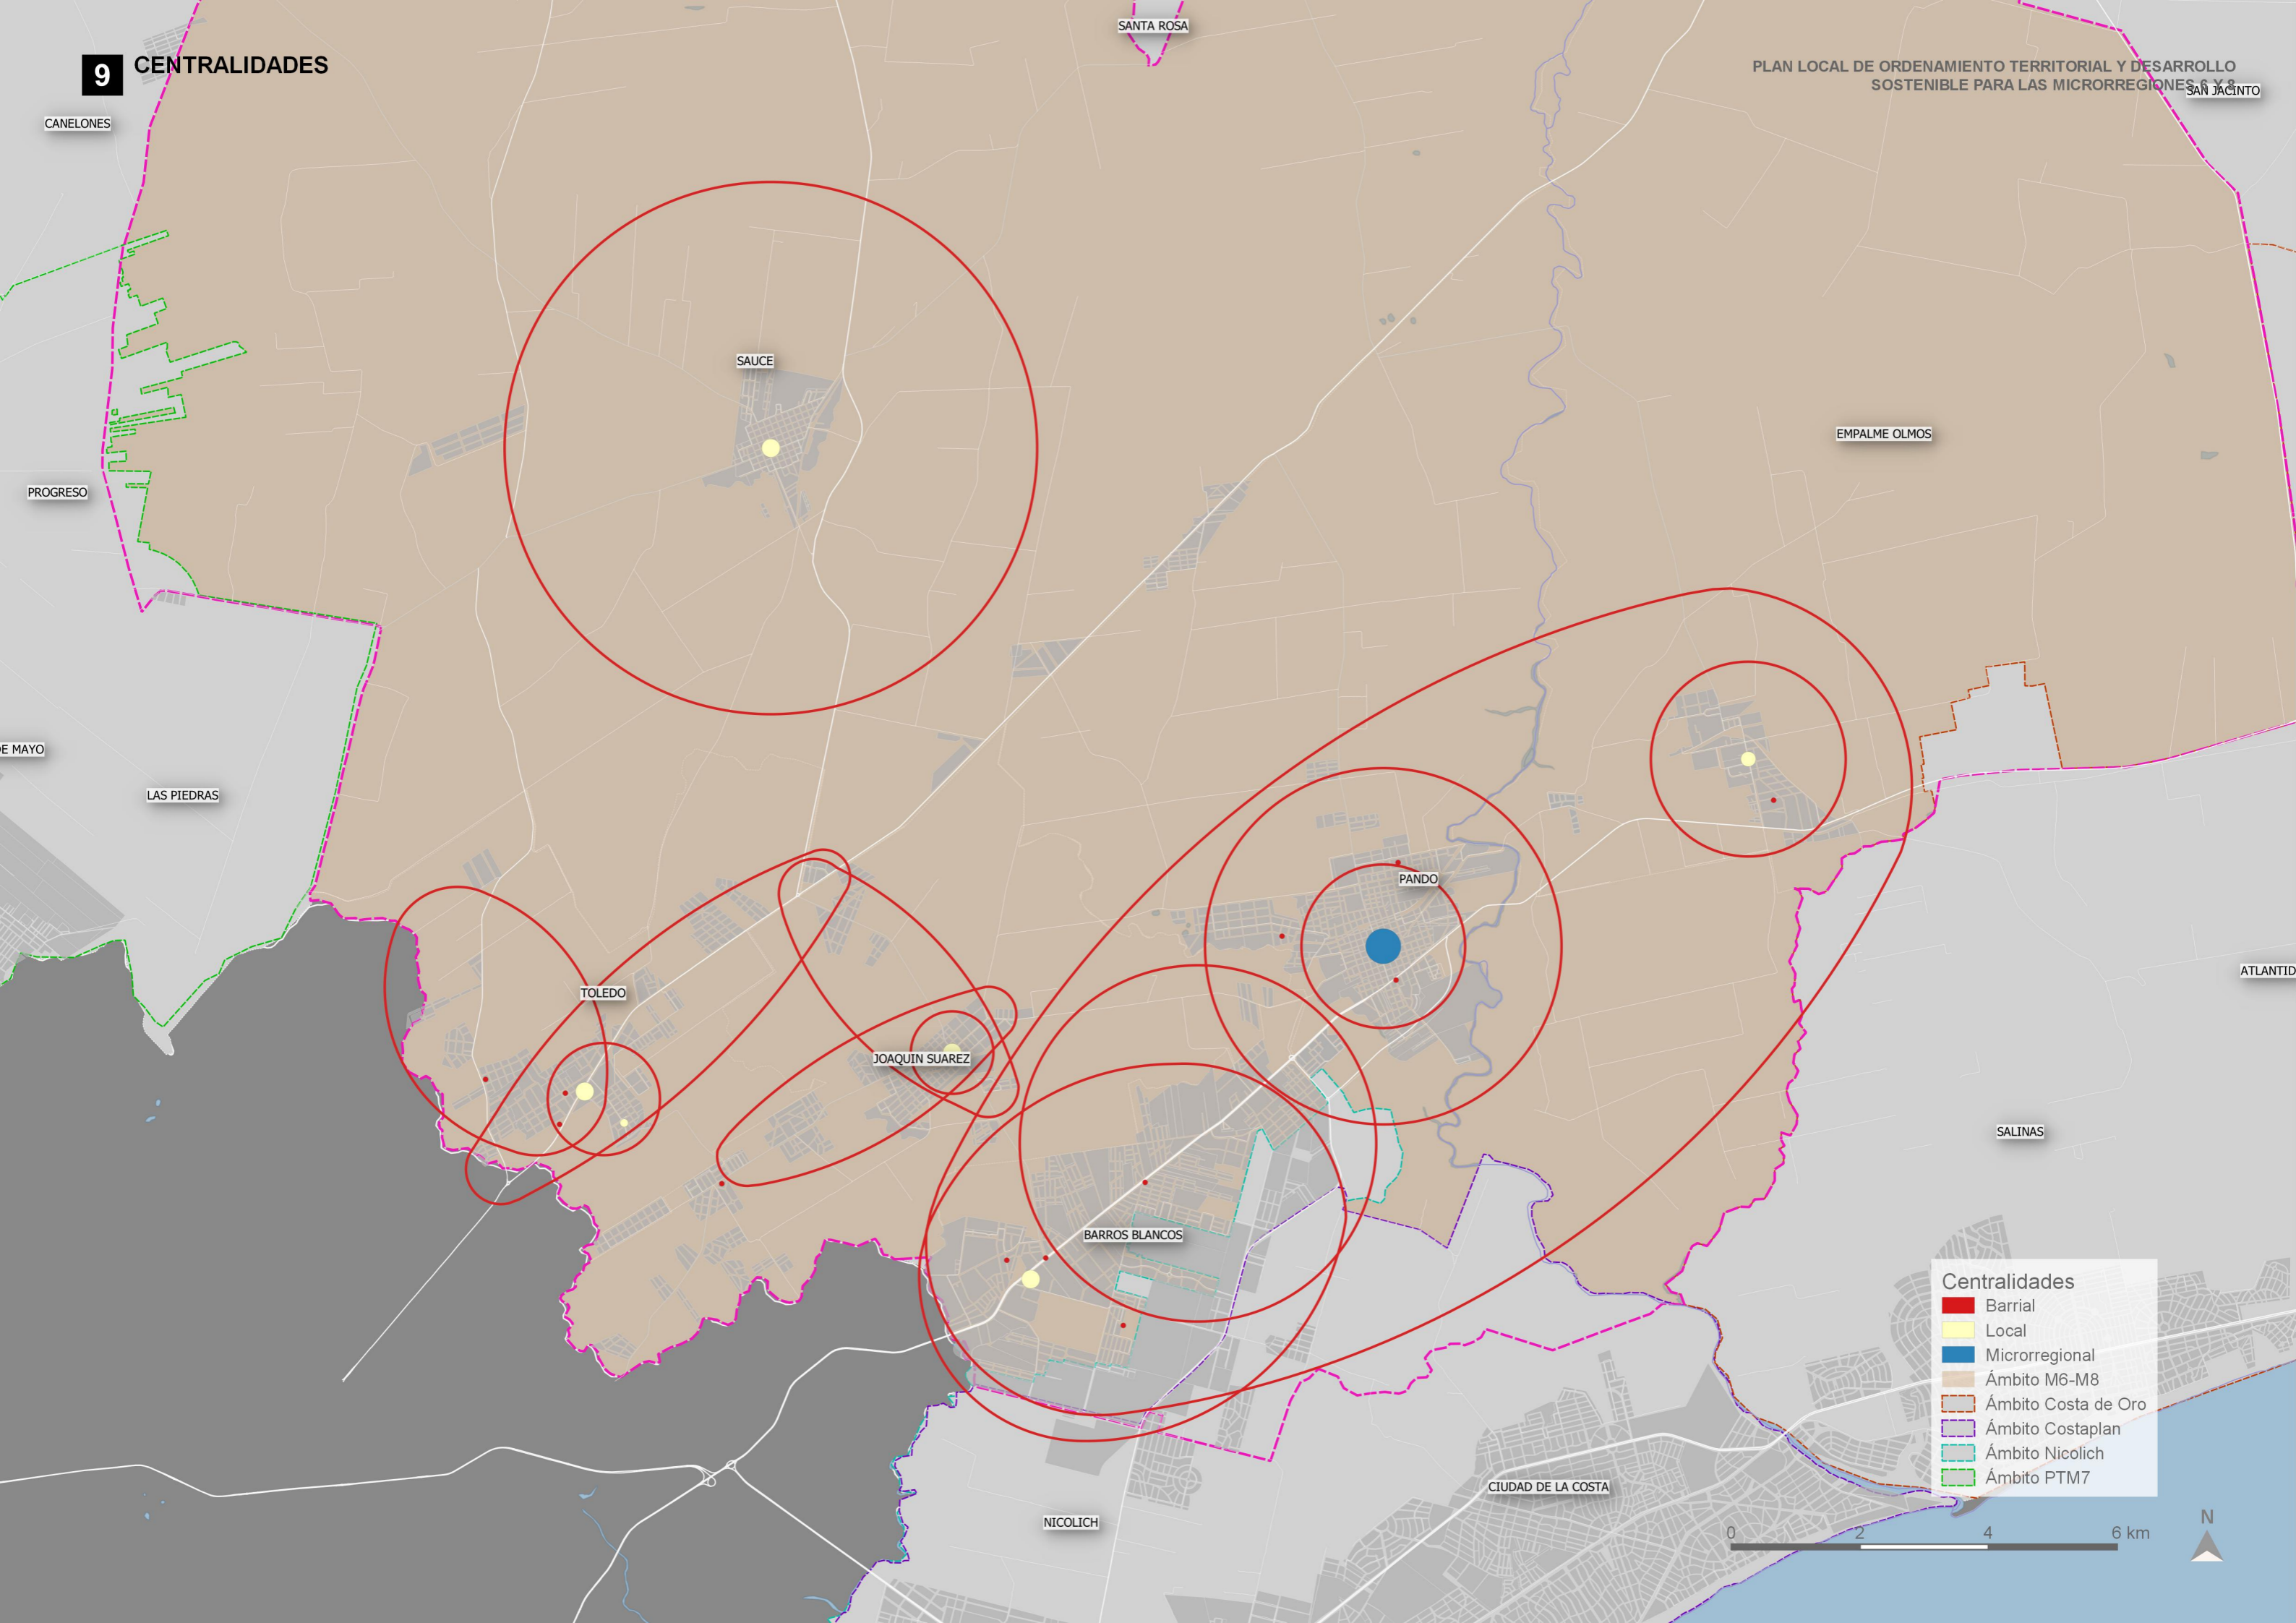 9 CENTRALIDADES
PLAN LOCAL DE ORDENAMIENTO TERRITORIAL Y DESARROLLO
SOSTENIBLE PARA LAS MICRORREGIONES 6 Y 8
SANTA ROSA
SAN JACINTO
CANELONES
SAUCE
EMPALME OLMOS
PROGRESO
DE MAYO
LAS PIEDRAS
PANDO
ATLANTID
TOLEDO
JOAQUIN SUAREZ
SALINAS
BARROS BLANCOS
CIUDAD DE LA COSTA
NICOLICH
Centralidades
Barrial
Local
Microrregional
Ámbito M6-M8
Ámbito Costa de Oro
Ámbito Costaplan
Ámbito Nicolich
Ámbito PTM7
0 2 4 6 km
N